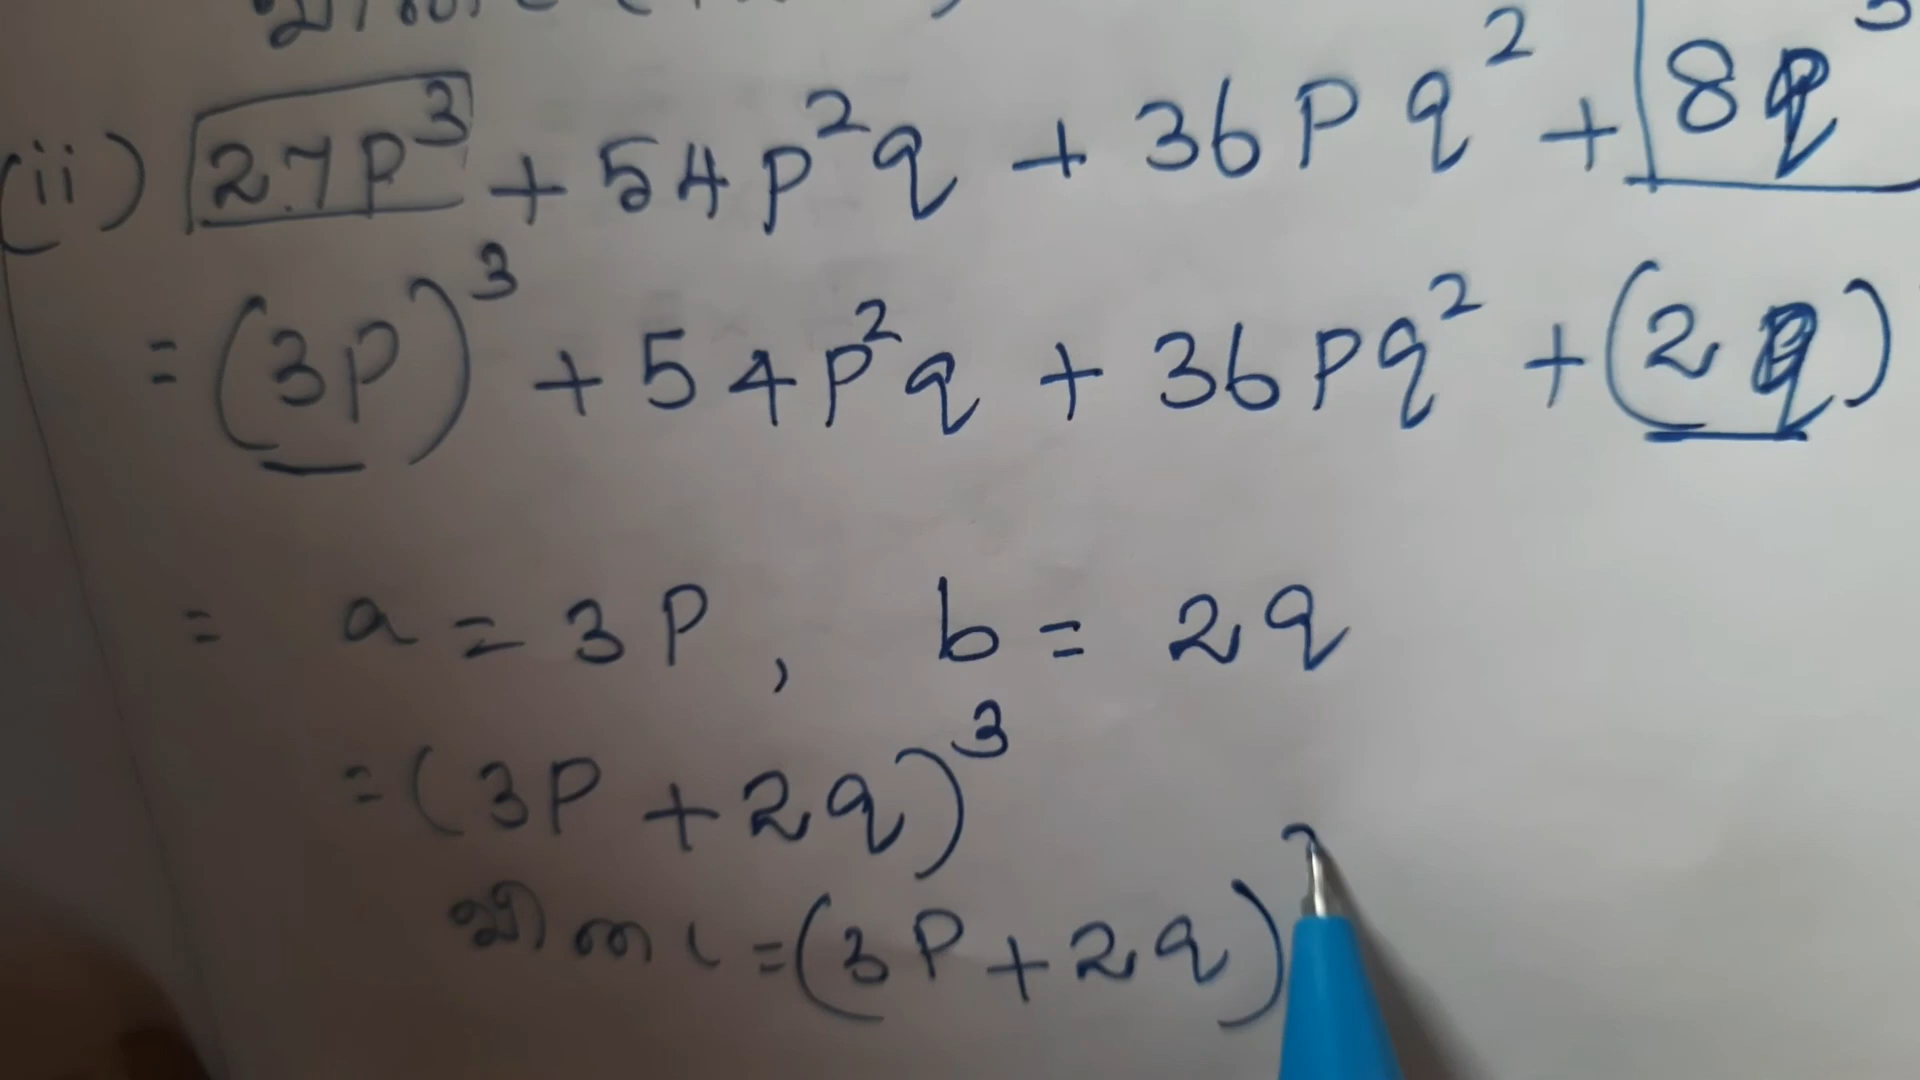 (ii) 27p³ + 54p²q + 36pq² + 8q³
= (3p)³ + 54p²q + 36pq² + (2q)
= a = 3p, b = 2q
= (3p + 2q)³
= (3p + 2q)